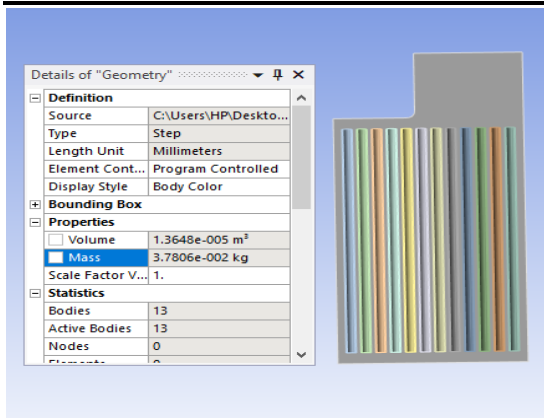 Details of "Geometry"
Definition
Source C:\Users\HP\Deskto...
Type Step
Length Unit Millimeters
Element Cont... Program Controlled
Display Style Body Color
Bounding Box
Properties
Volume 1.3648e-005 m³
Mass 3.7806e-002 kg
Scale Factor V... 1.
Statistics
Bodies 13
Active Bodies 13
Nodes 0